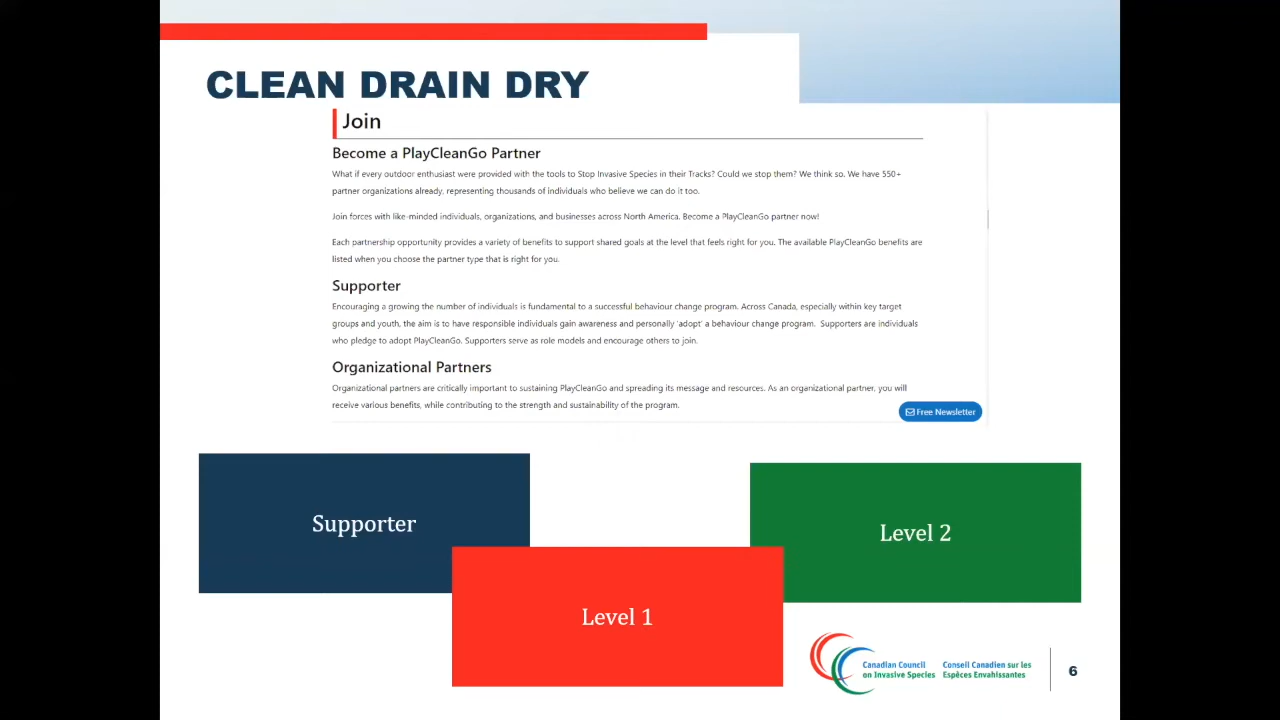 CLEAN DRAIN DRY
Join
Become a PlayCleanGo Partner
What if every outdoor enthusiast were provided with the tools to Stop Invasive Species in their Tracks? Could we stop them? We think so. We have 550+
partner organizations already, representing thousands of individuals who believe we can do it too.
Join forces with like-minded individuals, organizations, and businesses across North America. Become a PlayCleanGo partner now!
Each partnership opportunity provides a variety of benefits to support shared goals at the level that feels right for you. The available PlayCleanGo benefits are
listed when you choose the partner type that is right for you.
Supporter
Encouraging a growing the number of individuals is fundamental to a successful behaviour change program. Across Canada, especially within key target
groups and youth, the aim is to have responsible individuals gain awareness and personally 'adopt' a behaviour change program. Supporters are individuals
who pledge to adopt PlayCleanGo. Supporters serve as role models and encourage others to join.
Organizational Partners
Organizational partners are critically important to sustaining PlayCleanGo and spreading its message and resources. As an organizational partner, you will
receive various benefits, while contributing to the strength and sustainability of the program.
Free Newsletter
Supporter
Level 1
Level 2
Canadian Council
on Invasive Species
Conseil Canadien sur les
Espèces Envahissantes
6